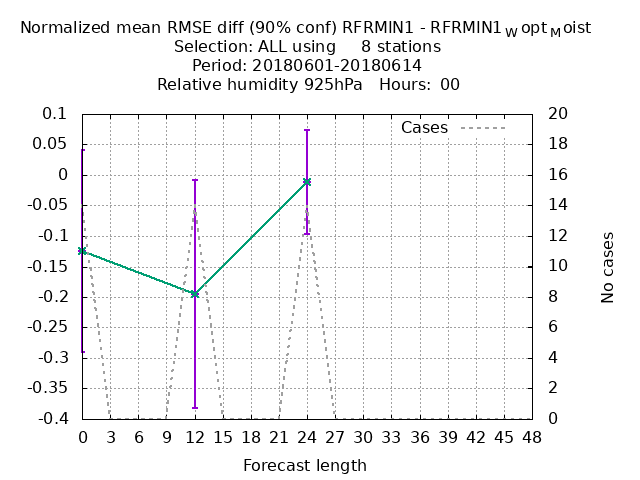 Normalized mean RMSE diff (90% conf) RFRMIN1 - RFRMIN1WoptMoist
Selection: ALL using 8 stations
Period: 20180601-20180614
Relative humidity 925hPa Hours: 00
0.1 20
Cases
0.05 18
0 16
-0.05 14
-0.1 12
-0.15 10
-0.2 8
-0.25 6
-0.3 4
-0.35 2
-0.4 0
No cases
0 3 6 9 12 15 18 21 24 27 30 33 36 39 42 45 48
Forecast length